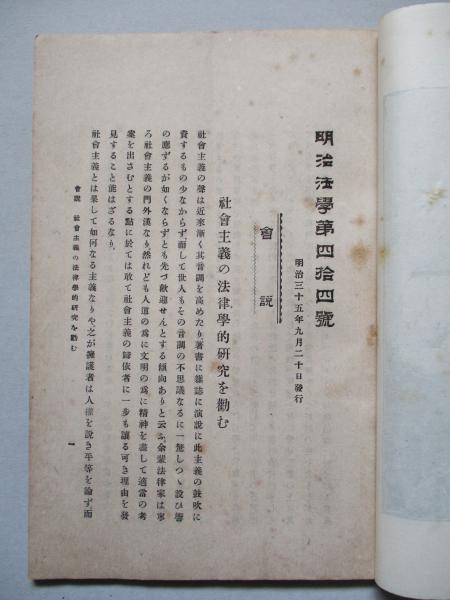 明治法學第四拾四號
明治三十五年九月二十日發行
會説
社會主義の法律學的研究を勸む
社會主義の聲は近來漸く其音調を高めたり著書に雜誌に演説に此主義の鼓吹に
費するもの少なからず而して世人も其音調の不思議なるに一驚しつゝ設ひ響
の應ずるが如くならずとも先づ歡迎せんとする傾向ありと云ふ余輩法律家は寧
ろ社會主義の門外漢なり然れども人道の爲に文明の爲に精神を盡して適當の考
案を出さむとする點に於ては敢て社會主義の歸依者に一歩も讓る可き理由を發
見すること能はざるなり
社會主義とは果して如何なる主義なりや之が擁護者は人權を説き平等を論ず而
會説 社會主義の法律學的研究を勸む
一